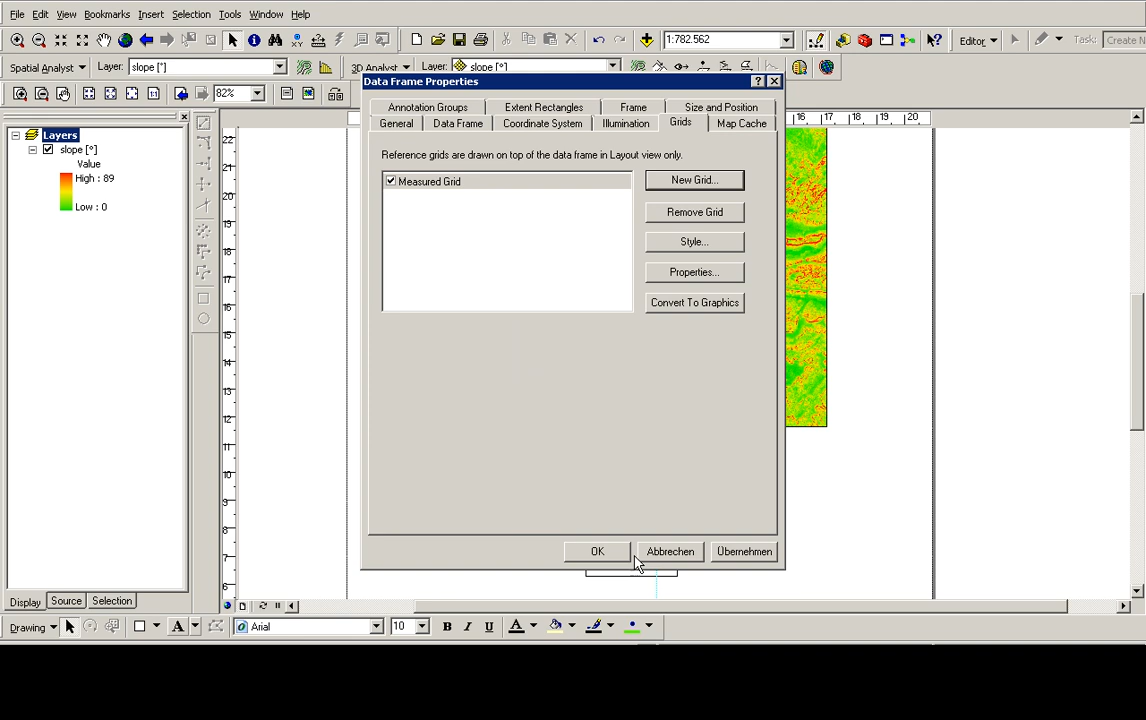 File Edit View Bookmarks Insert Selection Tools Window Help
1:782.562 Editor Task: Create N
Spatial Analyst Layer: slope [°] 3D Analyst Layer: slope [°]
82%
Data Frame Properties
Annotation Groups Extent Rectangles Frame Size and Position
General Data Frame Coordinate System Illumination Grids Map Cache
Reference grids are drawn on top of the data frame in Layout view only.
Measured Grid
New Grid...
Remove Grid
Style...
Properties...
Convert To Graphics
OK Abbrechen Übernehmen
Layers
slope [°]
Value
High : 89
Low : 0
16 17 18 19 20
22
21
20
19
18
17
16
15
14
13
12
11
10
9
8
7
6
Display Source Selection
Drawing A Arial 10 B I U A